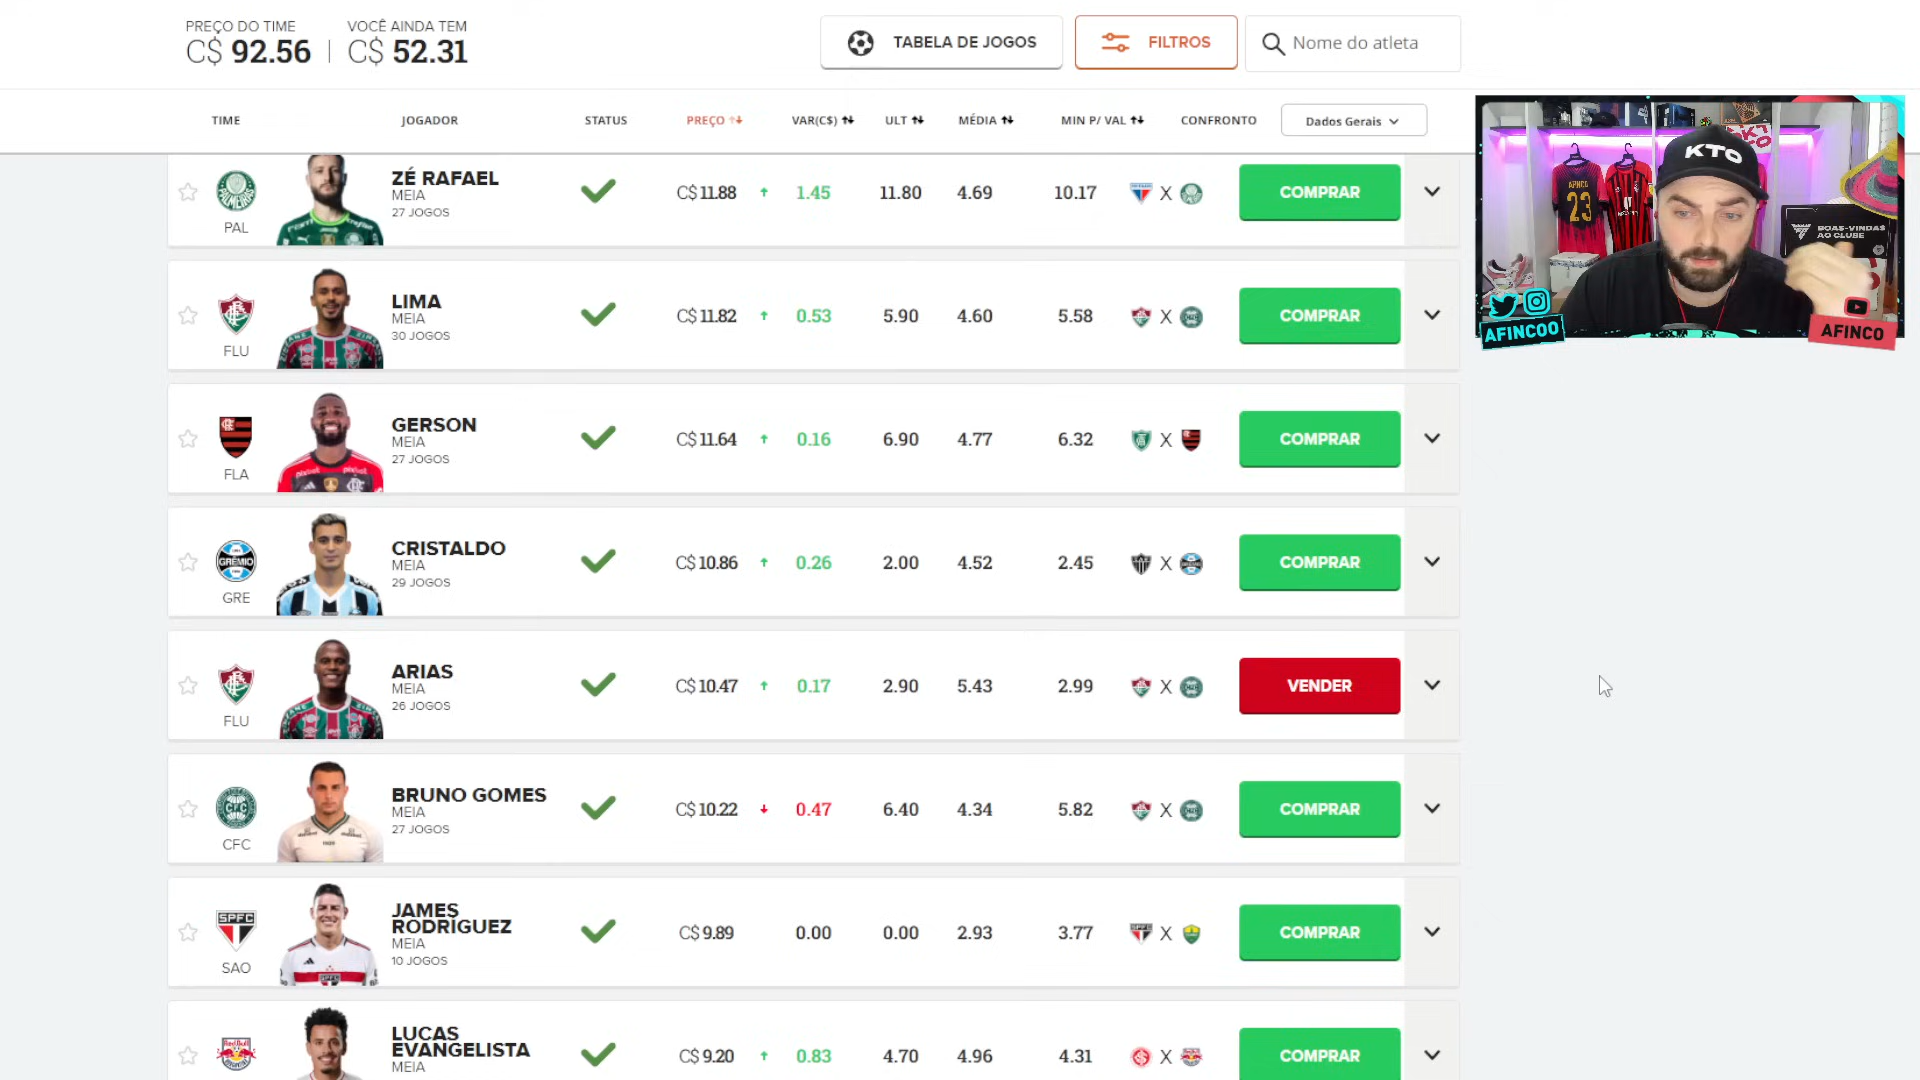 PREÇO DO TIME
C$ 92.56
VOCÊ AINDA TEM
C$ 52.31
TABELA DE JOGOS
FILTROS
Nome do atleta
TIME JOGADOR STATUS PREÇO VAR(C$) ULT MÉDIA MIN P/ VAL CONFRONTO Dados Gerais
ZÉ RAFAEL
MEIA
27 JOGOS
PAL
C$ 11.88 1.45 11.80 4.69 10.17 X COMPRAR
LIMA
MEIA
30 JOGOS
FLU
C$ 11.82 0.53 5.90 4.60 5.58 X COMPRAR
GERSON
MEIA
27 JOGOS
FLA
C$ 11.64 0.16 6.90 4.77 6.32 X COMPRAR
CRISTALDO
MEIA
29 JOGOS
GRÊMIO
GRE
C$ 10.86 0.26 2.00 4.52 2.45 X COMPRAR
ARIAS
MEIA
26 JOGOS
FLU
C$ 10.47 0.17 2.90 5.43 2.99 X VENDER
BRUNO GOMES
MEIA
27 JOGOS
CFC
C$ 10.22 0.47 6.40 4.34 5.82 X COMPRAR
JAMES
RODRIGUEZ
MEIA
10 JOGOS
SPFC
SAO
C$ 9.89 0.00 0.00 2.93 3.77 X COMPRAR
LUCAS
EVANGELISTA
MEIA
C$ 9.20 0.83 4.70 4.96 4.31 X COMPRAR
KTO
AFINCO
23
BOAS-VINDAS
AO CLUBE
AFINCOO
AFINCO